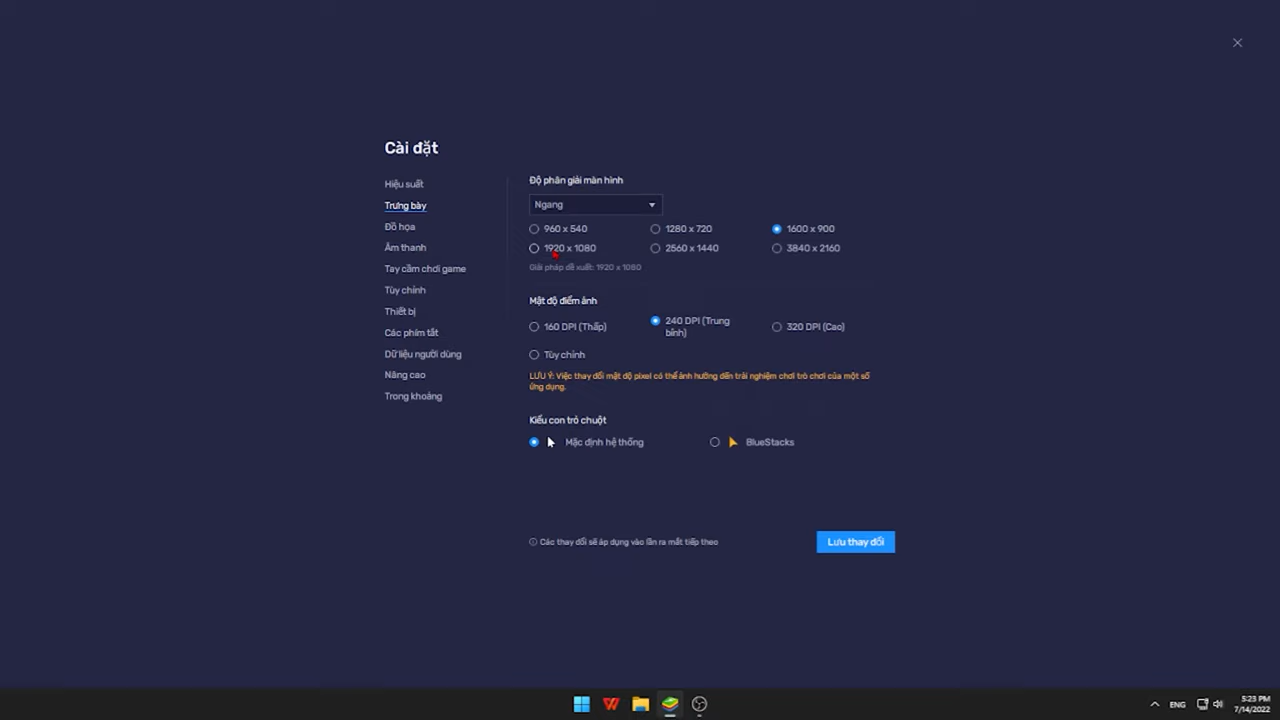 Cài đặt
Hiệu suất
Trưng bày
Đồ họa
Âm thanh
Tay cầm chơi game
Tùy chỉnh
Thiết bị
Các phím tắt
Dữ liệu người dùng
Nâng cao
Trong khoảng
Độ phân giải màn hình
Ngang
960 x 540
1280 x 720
1600 x 900
1920 x 1080
2560 x 1440
3840 x 2160
Giải pháp đề xuất: 1920 x 1080
Mật độ điểm ảnh
160 DPI (Thấp)
240 DPI (Trung
bình)
320 DPI (Cao)
Tùy chỉnh
LƯU Ý: Việc thay đổi mật độ pixel có thể ảnh hưởng đến trải nghiệm chơi trò chơi của một số
ứng dụng.
Kiểu con trỏ chuột
Mặc định hệ thống
BlueStacks
Các thay đổi sẽ áp dụng vào lần ra mắt tiếp theo
Lưu thay đổi
ENG
5:23 PM
7/14/2022